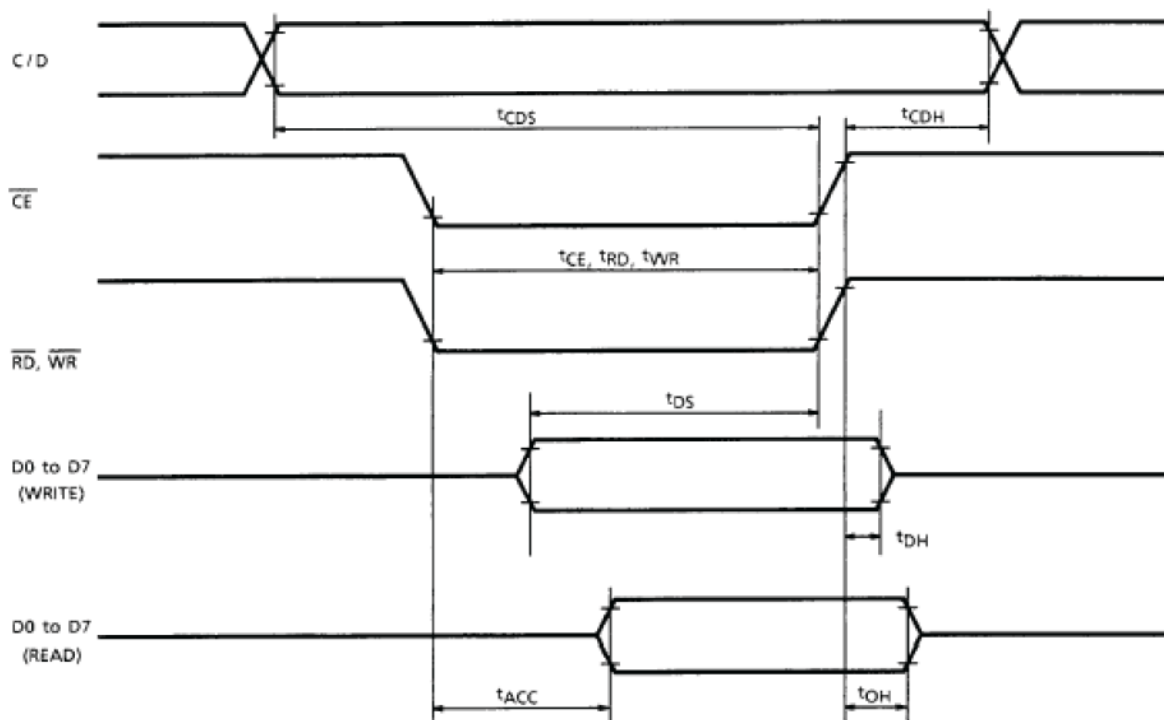 C/D
tCDS
tCDH
CE
tCE, tRD, tWR
RD, WR
tDS
D0 to D7
(WRITE)
tDH
D0 to D7
(READ)
tACC
tOH